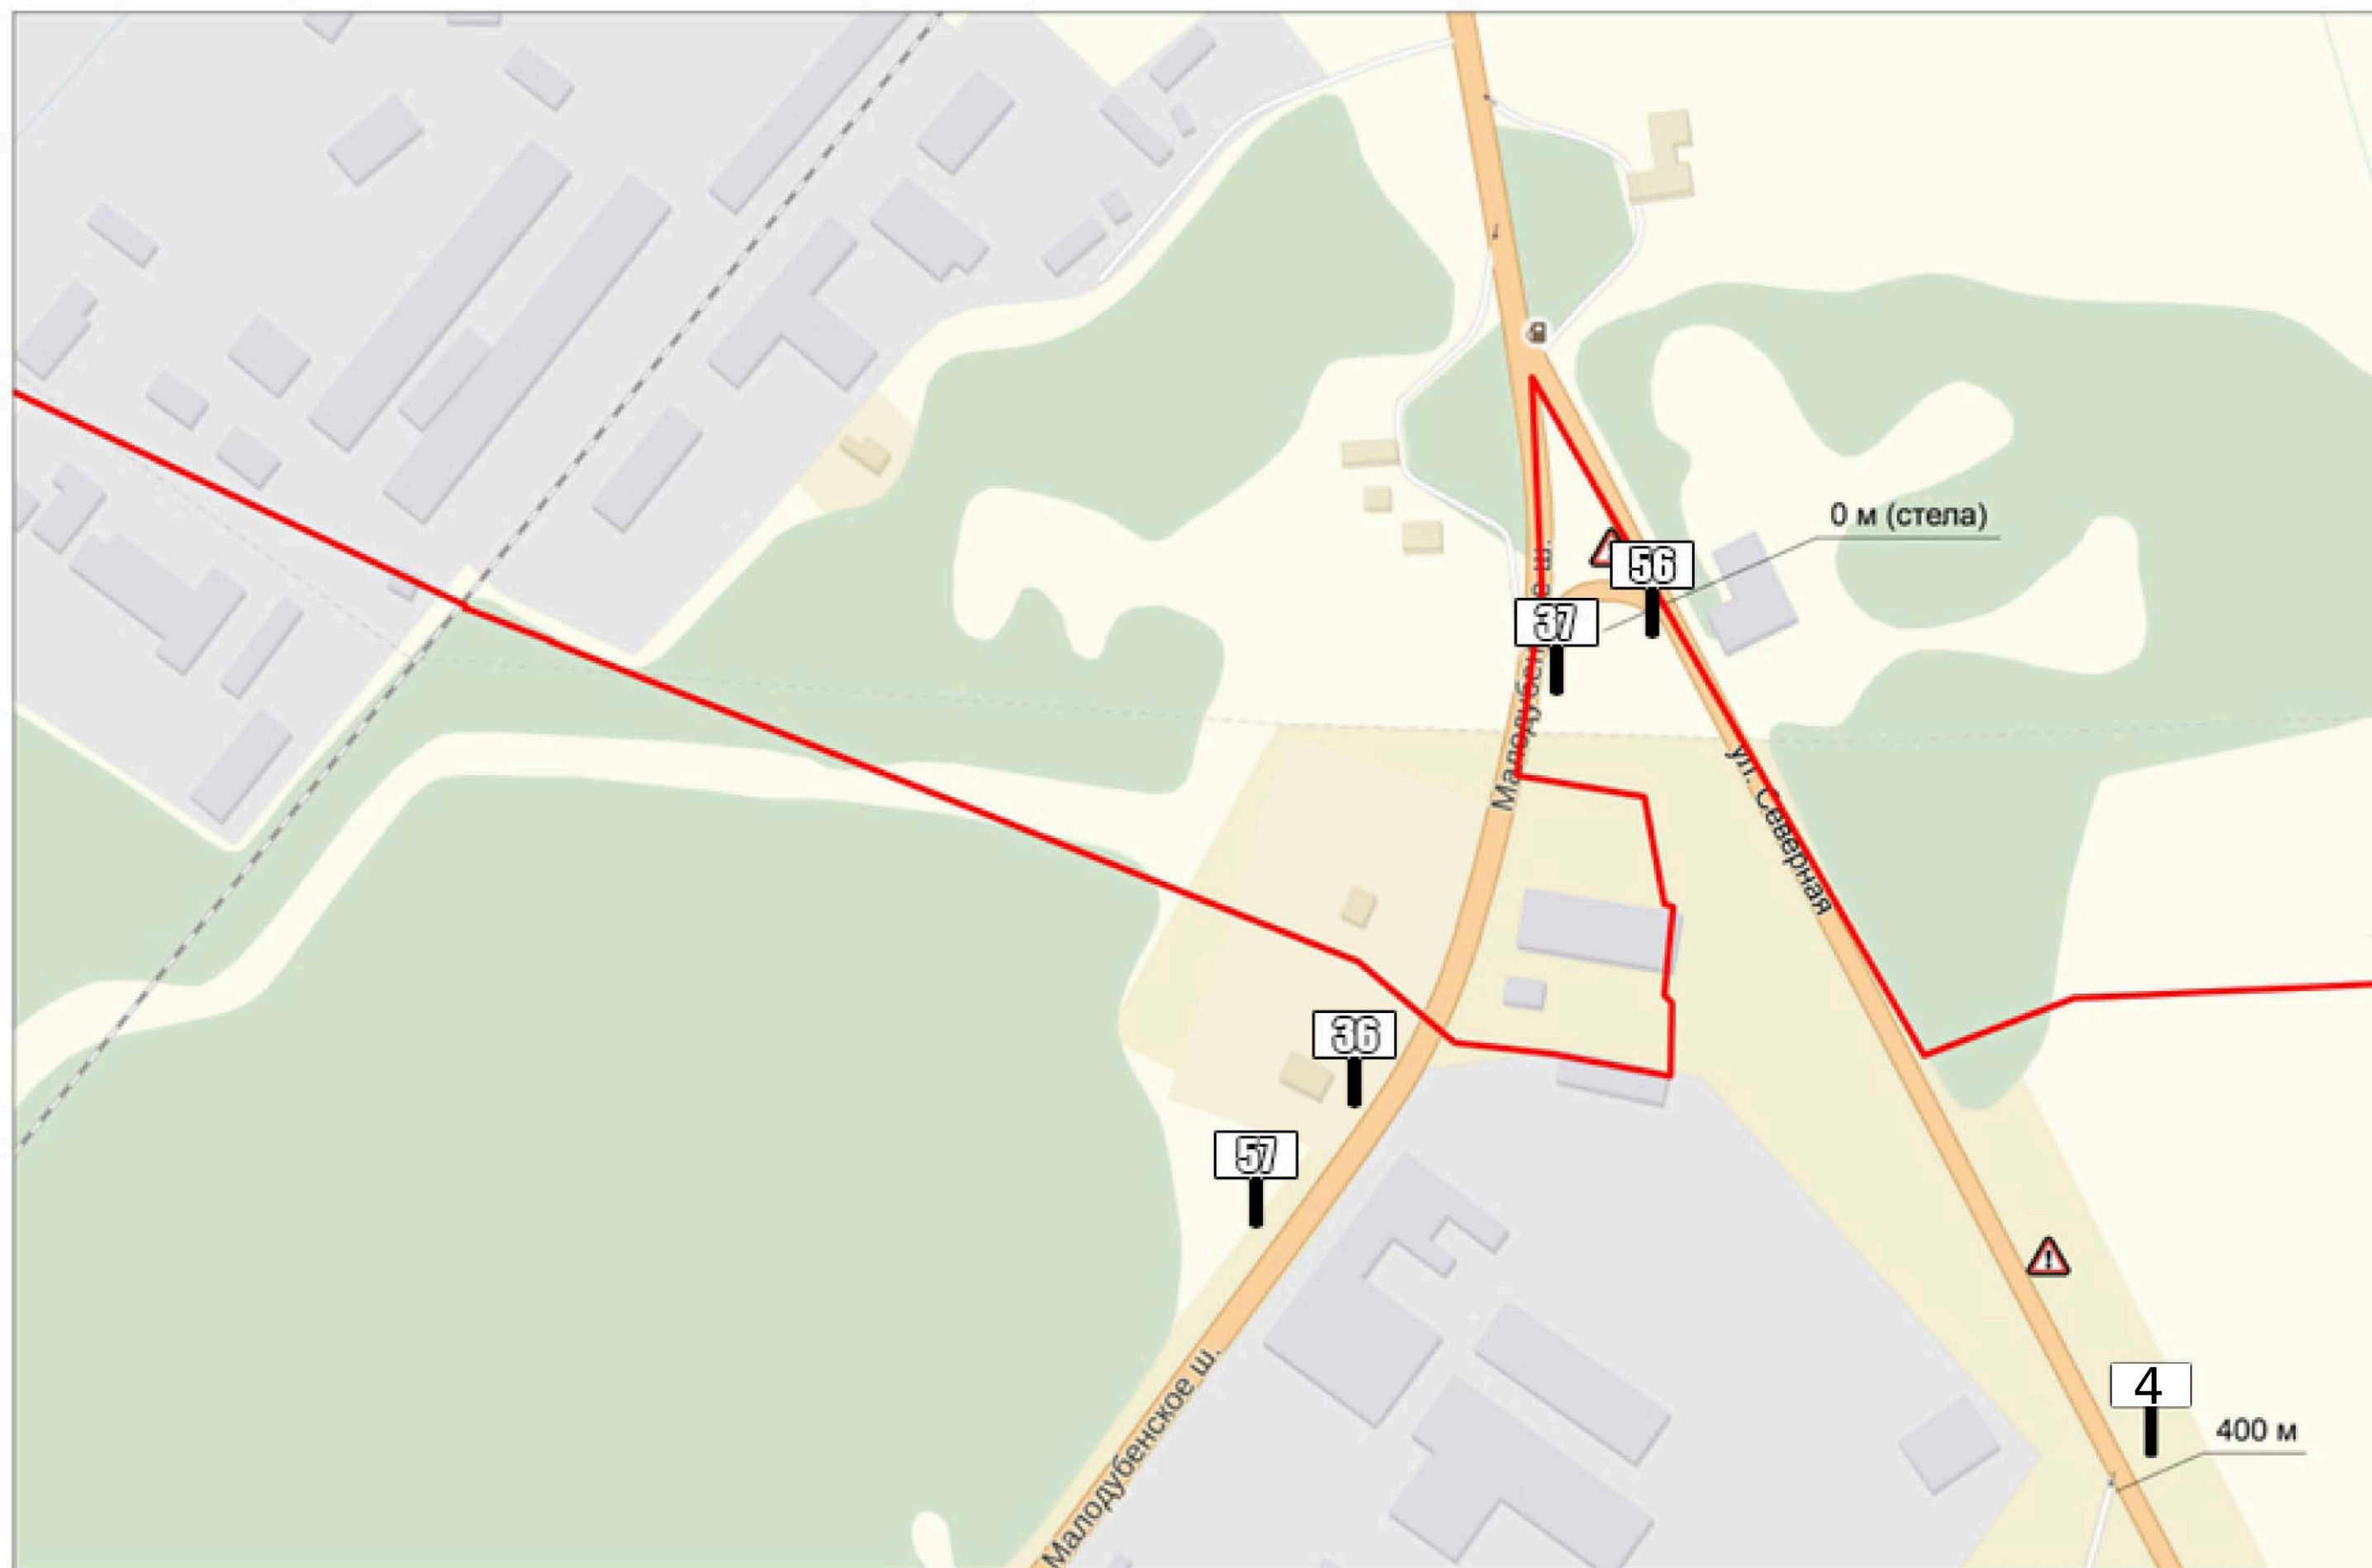 0 м (стела)
56
37
Малодубенское ш.
ул. Северная
36
57
Малодубенское ш.
4
400 м